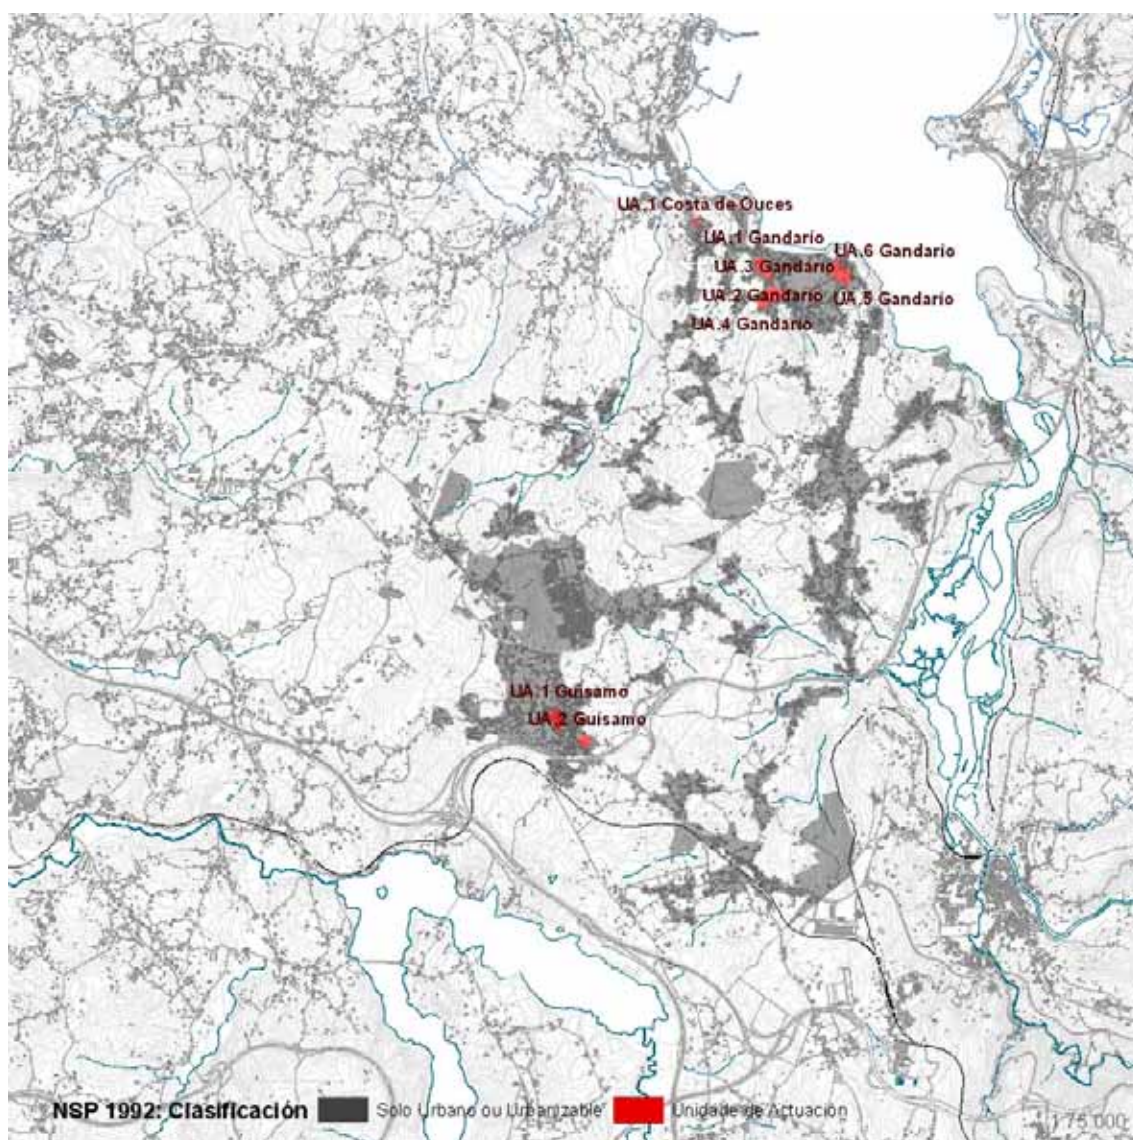 UA.1 Costa de Ouces
UA.1 Gandarío
UA.6 Gandarío
UA.3 Gandarío
UA.2 Gandarío
UA.5 Gandarío
UA.4 Gandarío
UA.1 Guísamo
UA.2 Guísamo
NSP 1992: Clasificación Solo Urbano ou Urbanizable Unidade de Actuación 1:75.000